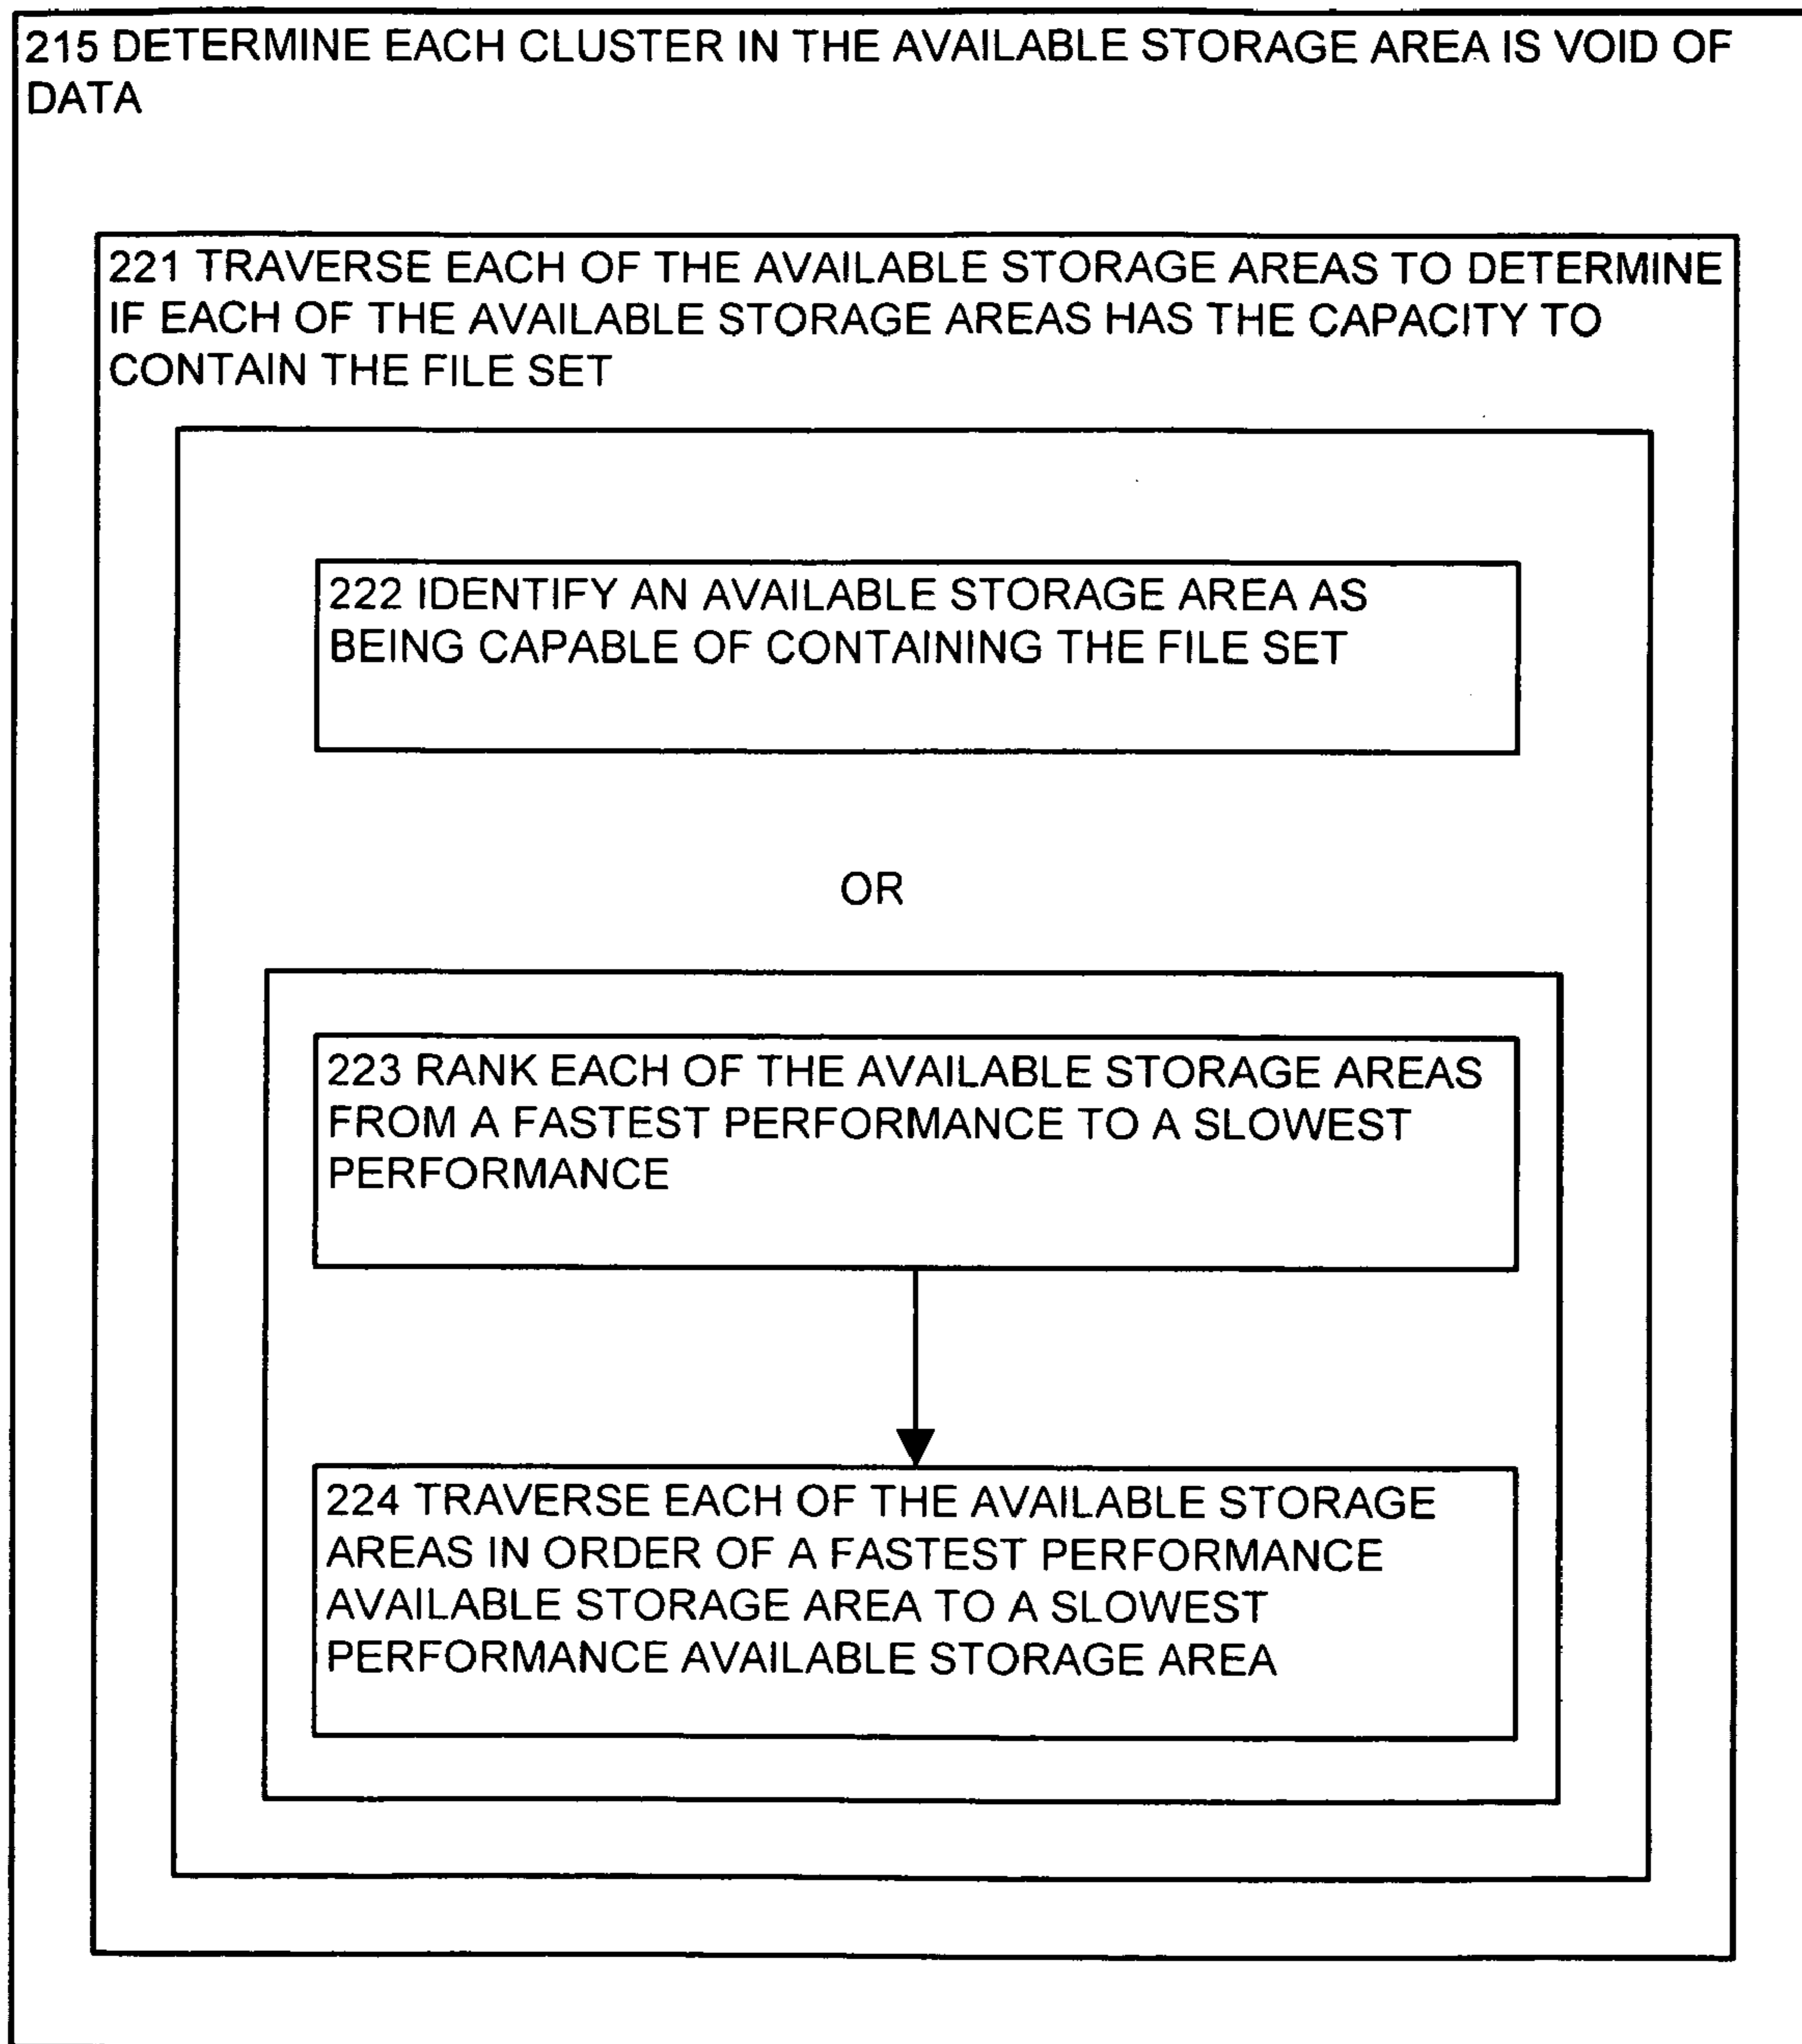 215 DETERMINE EACH CLUSTER IN THE AVAILABLE STORAGE AREA IS VOID OF
DATA
221 TRAVERSE EACH OF THE AVAILABLE STORAGE AREAS TO DETERMINE
IF EACH OF THE AVAILABLE STORAGE AREAS HAS THE CAPACITY TO
CONTAIN THE FILE SET
222 IDENTIFY AN AVAILABLE STORAGE AREA AS
BEING CAPABLE OF CONTAINING THE FILE SET
OR
223 RANK EACH OF THE AVAILABLE STORAGE AREAS
FROM A FASTEST PERFORMANCE TO A SLOWEST
PERFORMANCE
224 TRAVERSE EACH OF THE AVAILABLE STORAGE
AREAS IN ORDER OF A FASTEST PERFORMANCE
AVAILABLE STORAGE AREA TO A SLOWEST
PERFORMANCE AVAILABLE STORAGE AREA